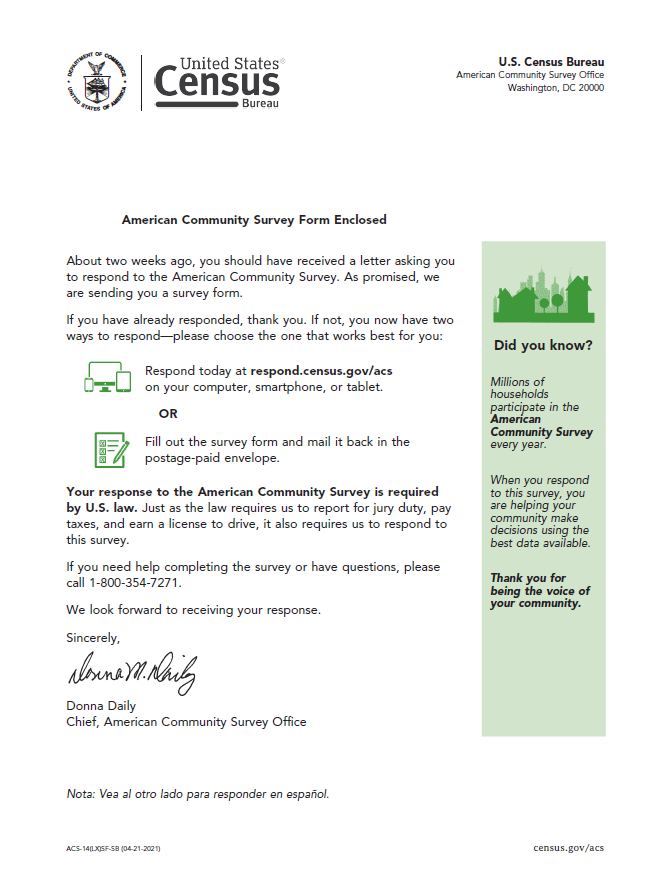 DEPARTMENT OF COMMERCE
UNITED STATES OF AMERICA
United States®
Census
Bureau
U.S. Census Bureau
American Community Survey Office
Washington, DC 20000
American Community Survey Form Enclosed
About two weeks ago, you should have received a letter asking you
to respond to the American Community Survey. As promised, we
are sending you a survey form.
If you have already responded, thank you. If not, you now have two
ways to respond—please choose the one that works best for you:
Respond today at respond.census.gov/acs
on your computer, smartphone, or tablet.
OR
Fill out the survey form and mail it back in the
postage-paid envelope.
Your response to the American Community Survey is required
by U.S. law. Just as the law requires us to report for jury duty, pay
taxes, and earn a license to drive, it also requires us to respond to
this survey.
If you need help completing the survey or have questions, please
call 1-800-354-7271.
We look forward to receiving your response.
Sincerely,
Donna M. Daily
Donna Daily
Chief, American Community Survey Office
Did you know?
Millions of
households
participate in the
American
Community Survey
every year.
When you respond
to this survey, you
are helping your
community make
decisions using the
best data available.
Thank you for
being the voice of
your community.
Nota: Vea al otro lado para responder en español.
ACS-14(LX)SF-SB (04-21-2021)
census.gov/acs